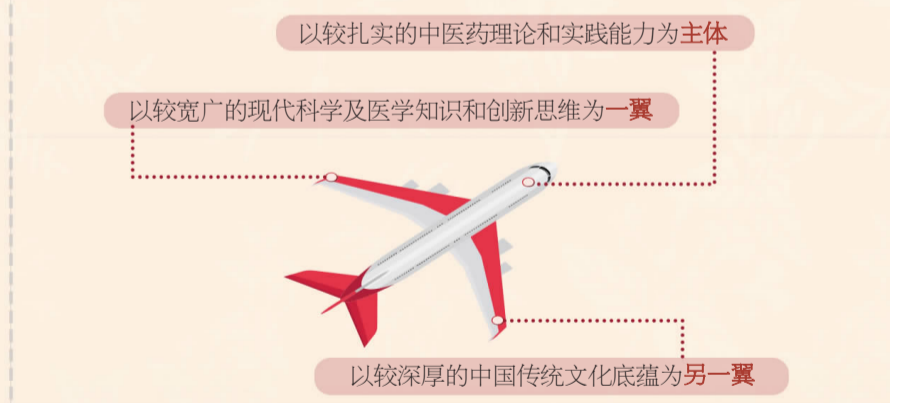 以较扎实的中医药理论和实践能力为主体
以较宽广的现代科学及医学知识和创新思维为一翼
以较深厚的中国传统文化底蕴为另一翼